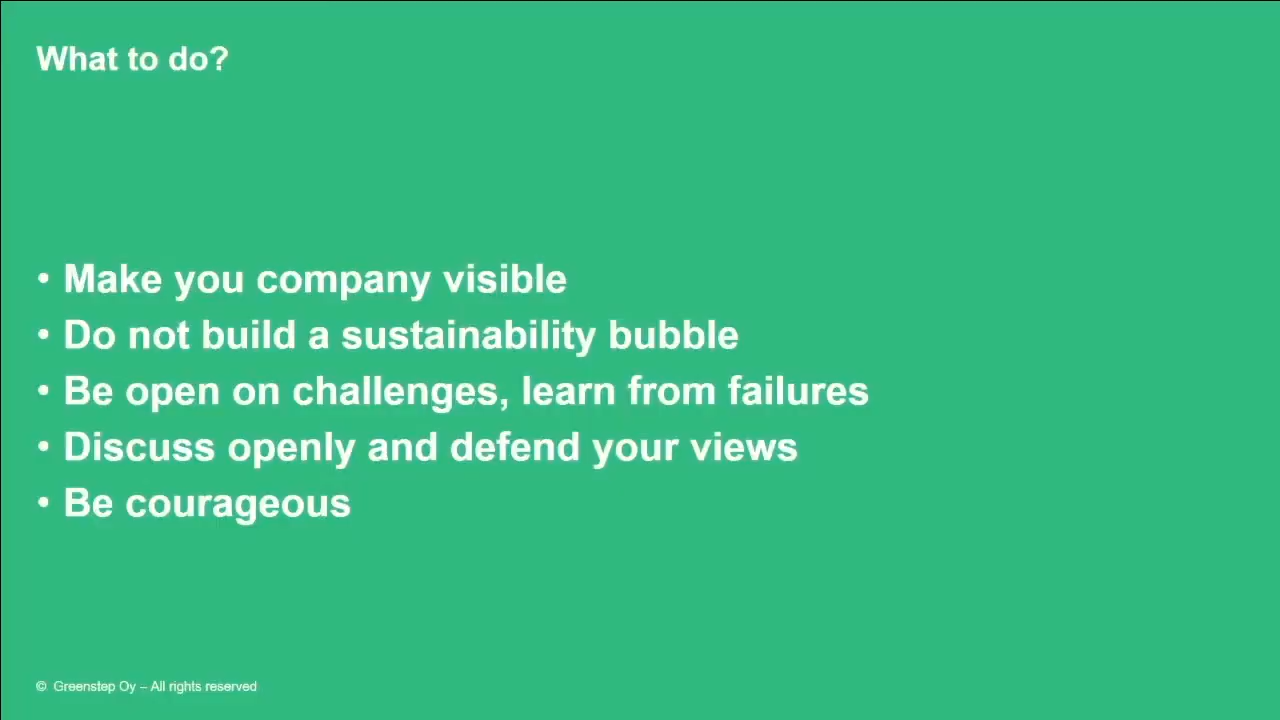 What to do?
• Make you company visible
• Do not build a sustainability bubble
• Be open on challenges, learn from failures
• Discuss openly and defend your views
• Be courageous
© Greenstep Oy – All rights reserved